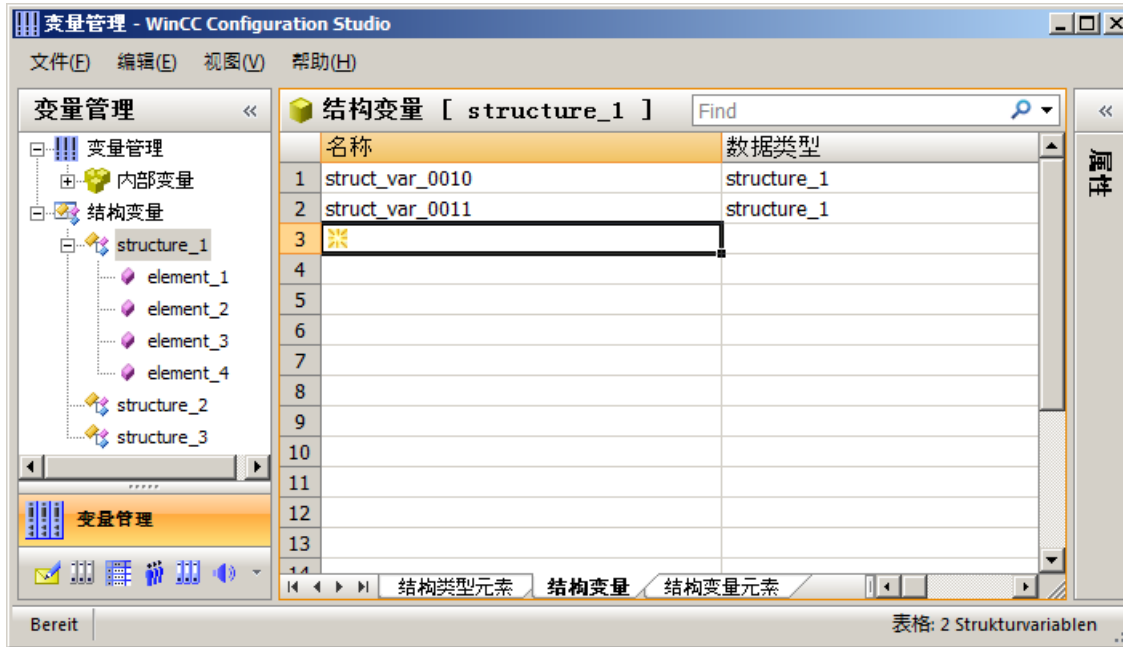 变量管理 - WinCC Configuration Studio
文件(F) 编辑(E) 视图(V) 帮助(H)
变量管理 «
变量管理
内部变量
结构变量
structure_1
element_1
element_2
element_3
element_4
structure_2
structure_3
变量管理
结构变量 [ structure_1 ] Find
名称 数据类型
1 struct_var_0010 structure_1
2 struct_var_0011 structure_1
3
4
5
6
7
8
9
10
11
12
13
14
结构类型元素 结构变量 结构变量元素
«
属性
Bereit 表格: 2 Strukturvariablen